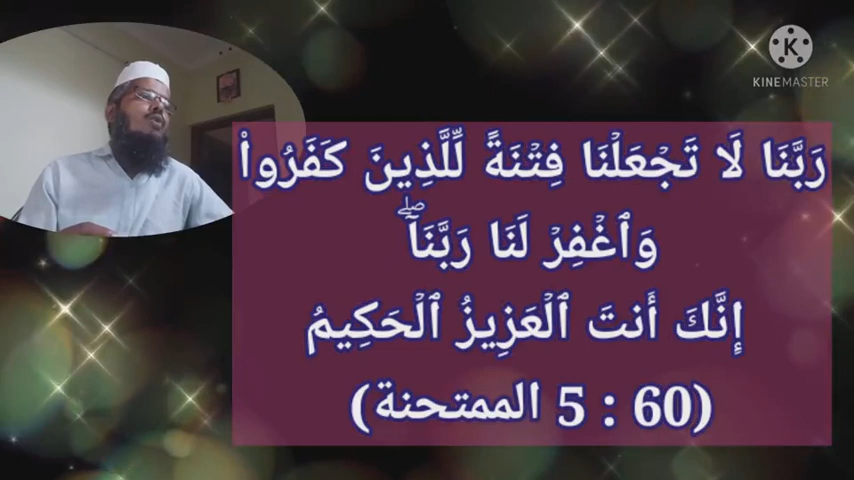 KINEMASTER
رَبَّنَا لَا تَجْعَلْنَا فِتْنَةً لِّلَّذِينَ كَفَرُوا۟
وَٱغْفِرْ لَنَا رَبَّنَآ ۖ
إِنَّكَ أَنتَ ٱلْعَزِيزُ ٱلْحَكِيمُ
(60 : 5 الممتحنة)